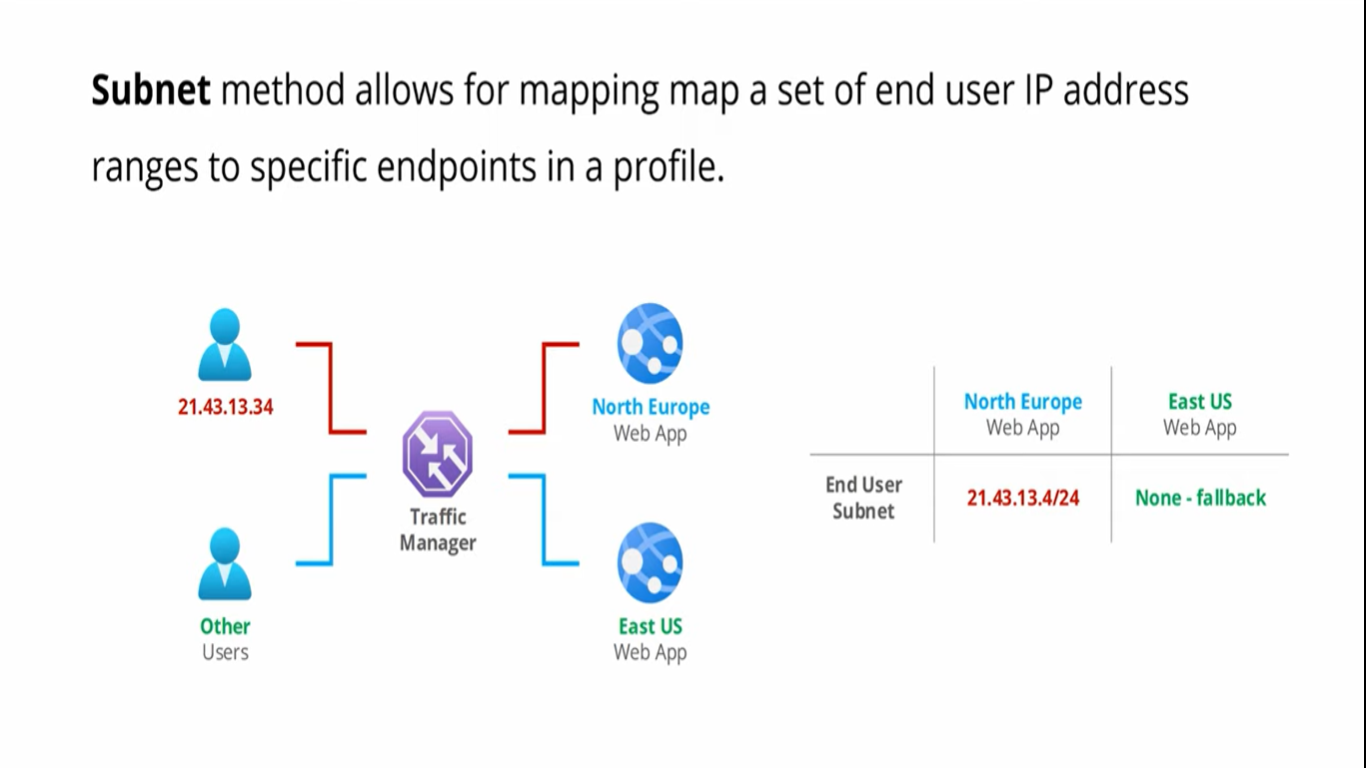 Subnet method allows for mapping map a set of end user IP address
ranges to specific endpoints in a profile.
21.43.13.34
Other
Users
Traffic
Manager
North Europe
Web App
East US
Web App
North Europe
Web App
East US
Web App
End User
Subnet
21.43.13.4/24
None - fallback